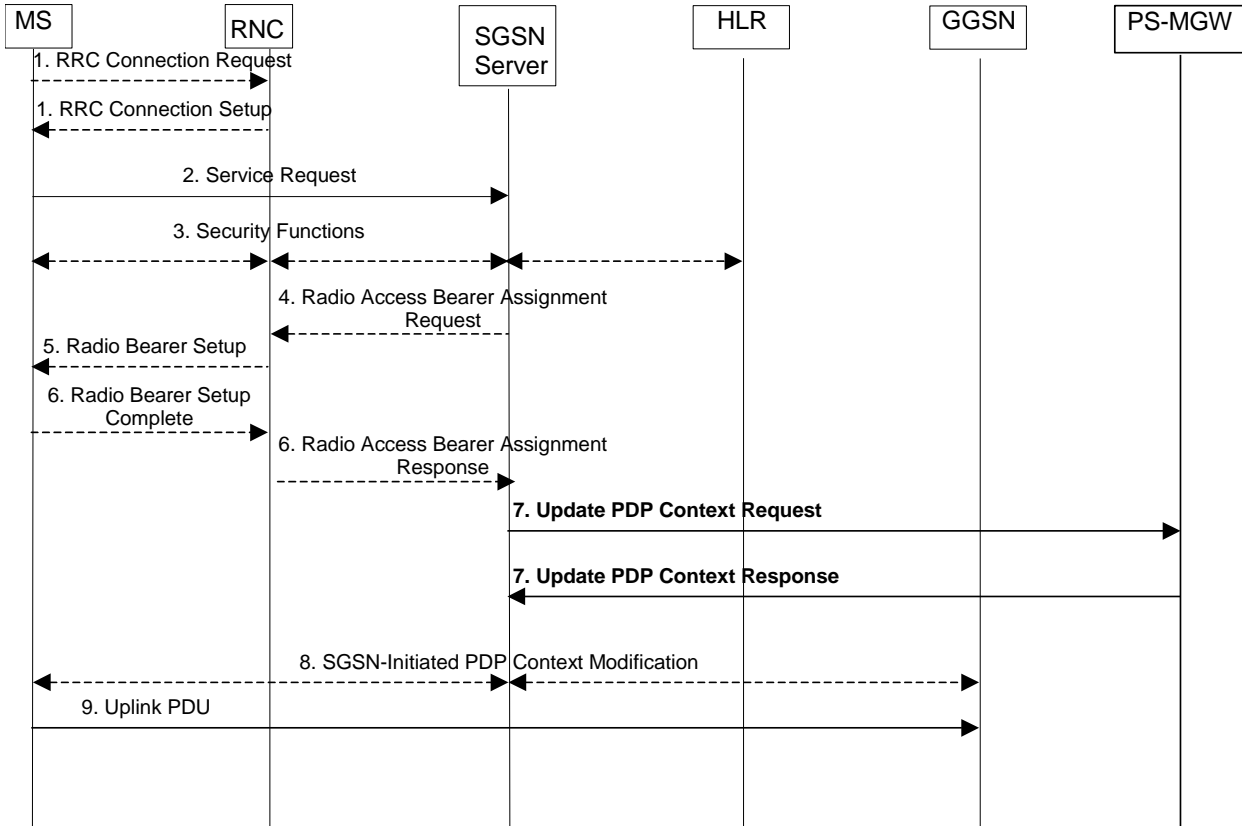 MS
RNC
SGSN
Server
HLR
GGSN
PS-MGW
1. RRC Connection Request
1. RRC Connection Setup
2. Service Request
3. Security Functions
4. Radio Access Bearer Assignment
Request
5. Radio Bearer Setup
6. Radio Bearer Setup
Complete
6. Radio Access Bearer Assignment
Response
7. Update PDP Context Request
7. Update PDP Context Response
8. SGSN-Initiated PDP Context Modification
9. Uplink PDU